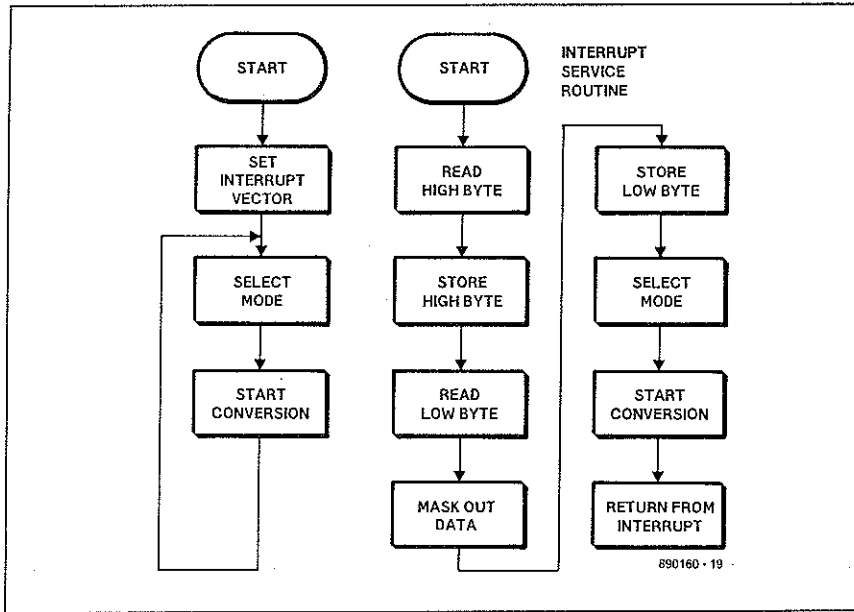 START
SET
INTERRUPT
VECTOR
SELECT
MODE
START
CONVERSION
START
READ
HIGH BYTE
STORE
HIGH BYTE
READ
LOW BYTE
MASK OUT
DATA
INTERRUPT
SERVICE
ROUTINE
STORE
LOW BYTE
SELECT
MODE
START
CONVERSION
RETURN FROM
INTERRUPT
890160 - 19